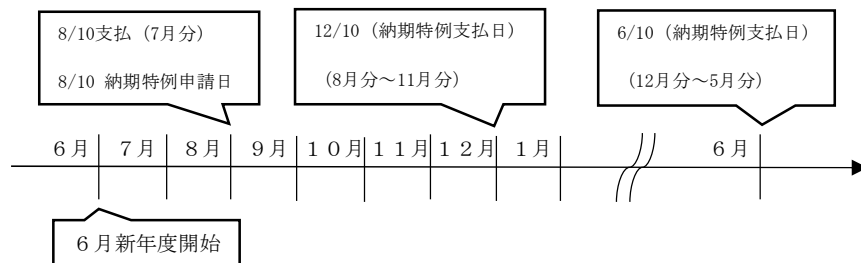 8/10支払（7月分）
8/10 納期特例申請日
12/10（納期特例支払日）
（8月分～11月分）
6/10（納期特例支払日）
（12月分～5月分）
６月 ７月 ８月 ９月 １０月 １１月 １２月 １月 ６月
６月新年度開始